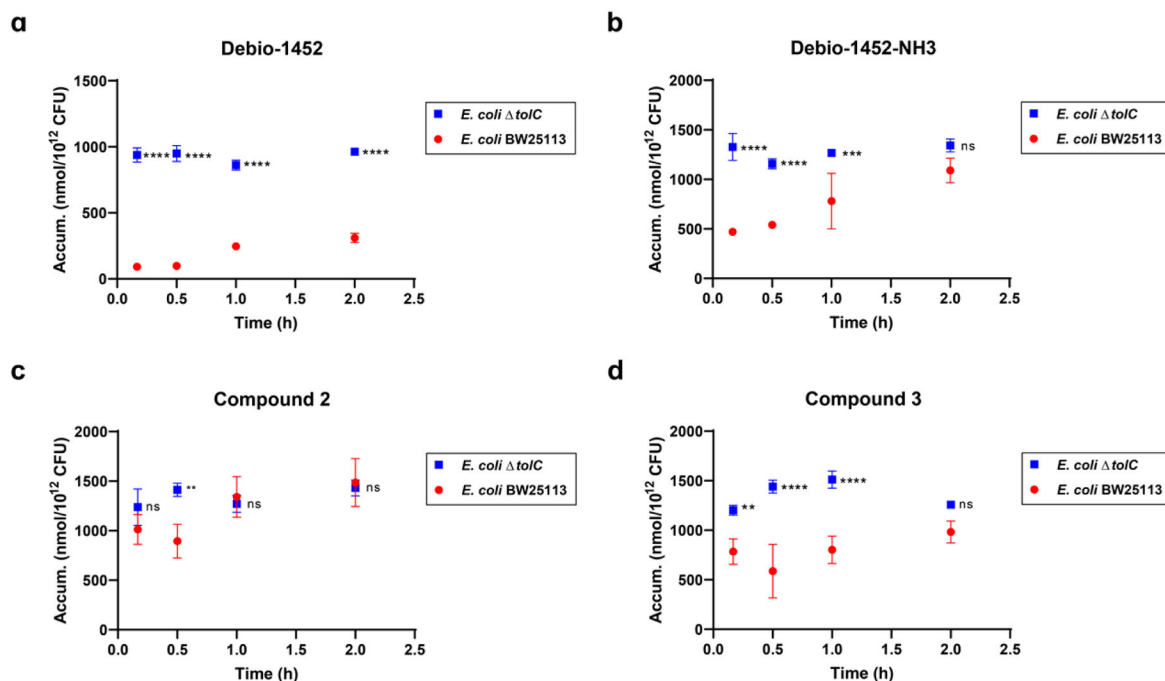 a
Debio-1452
Accum. (nmol/10¹² CFU)
1500
1000
500
0
**** **** **** ****
0.0 0.5 1.0 1.5 2.0 2.5
Time (h)
E. coli ΔtolC
E. coli BW25113
b
Debio-1452-NH3
Accum. (nmol/10¹² CFU)
2000
1500
1000
500
0
**** **** *** ns
0.0 0.5 1.0 1.5 2.0 2.5
Time (h)
E. coli ΔtolC
E. coli BW25113
c
Compound 2
Accum. (nmol/10¹² CFU)
2000
1500
1000
500
0
ns ** ns ns
0.0 0.5 1.0 1.5 2.0 2.5
Time (h)
E. coli ΔtolC
E. coli BW25113
d
Compound 3
Accum. (nmol/10¹² CFU)
2000
1500
1000
500
0
** **** **** ns
0.0 0.5 1.0 1.5 2.0 2.5
Time (h)
E. coli ΔtolC
E. coli BW25113